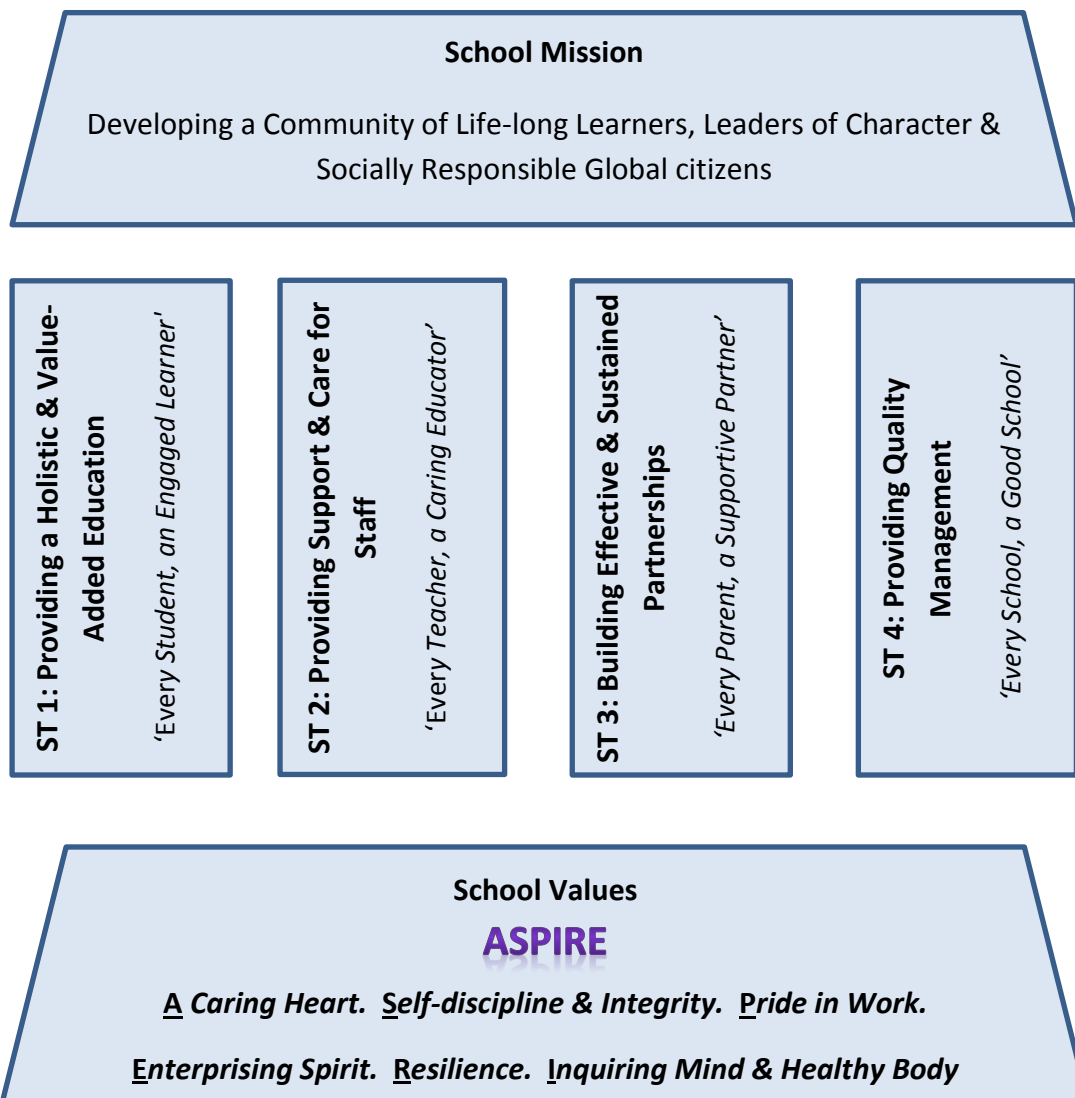 School Mission
Developing a Community of Life-long Learners, Leaders of Character &
Socially Responsible Global citizens
ST 1: Providing a Holistic & Value-
Added Education
‘Every Student, an Engaged Learner'
ST 2: Providing Support & Care for
Staff
‘Every Teacher, a Caring Educator’
ST 3: Building Effective & Sustained
Partnerships
‘Every Parent, a Supportive Partner’
ST 4: Providing Quality
Management
‘Every School, a Good School’
School Values
ASPIRE
A Caring Heart.  Self-discipline & Integrity.  Pride in Work.
Enterprising Spirit.  Resilience.  Inquiring Mind & Healthy Body